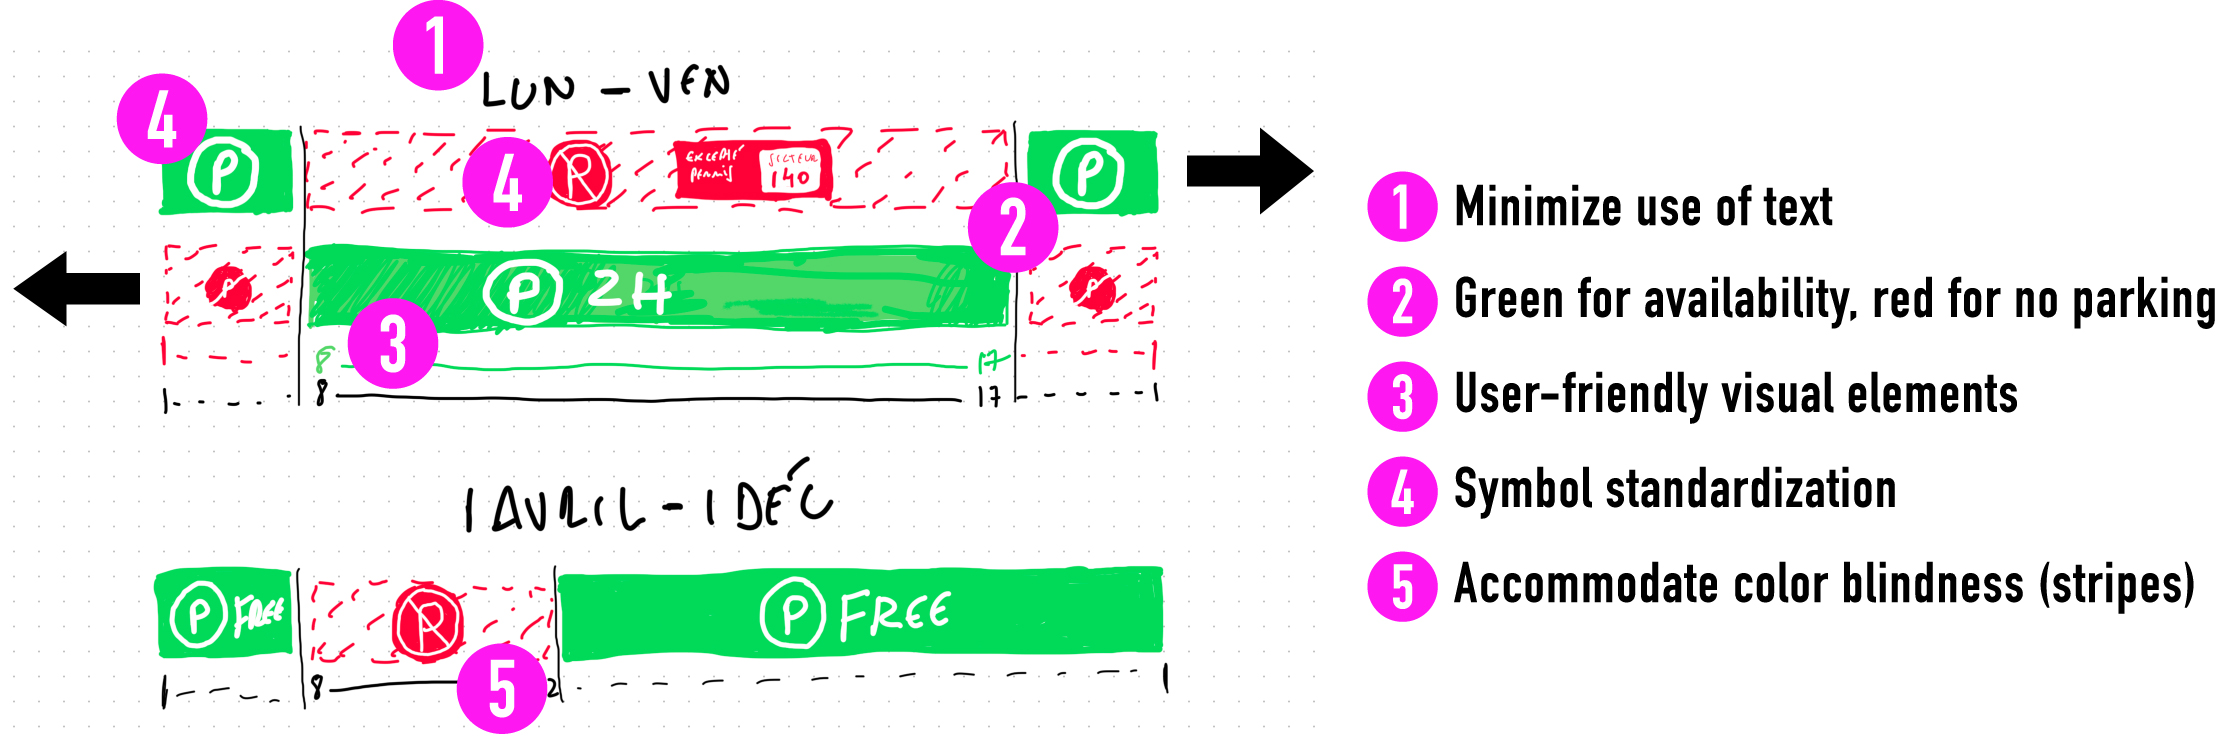 1
LUN - VEN
4
P
4
P
EXCEPTÉ
PERMIS
SECTEUR
140
P
2
P
P 2H
P
3
8 17
8 17
1 AVRIL - 1 DÉC
P FREE
P
P FREE
8
5
2
1 Minimize use of text
2 Green for availability, red for no parking
3 User-friendly visual elements
4 Symbol standardization
5 Accommodate color blindness (stripes)